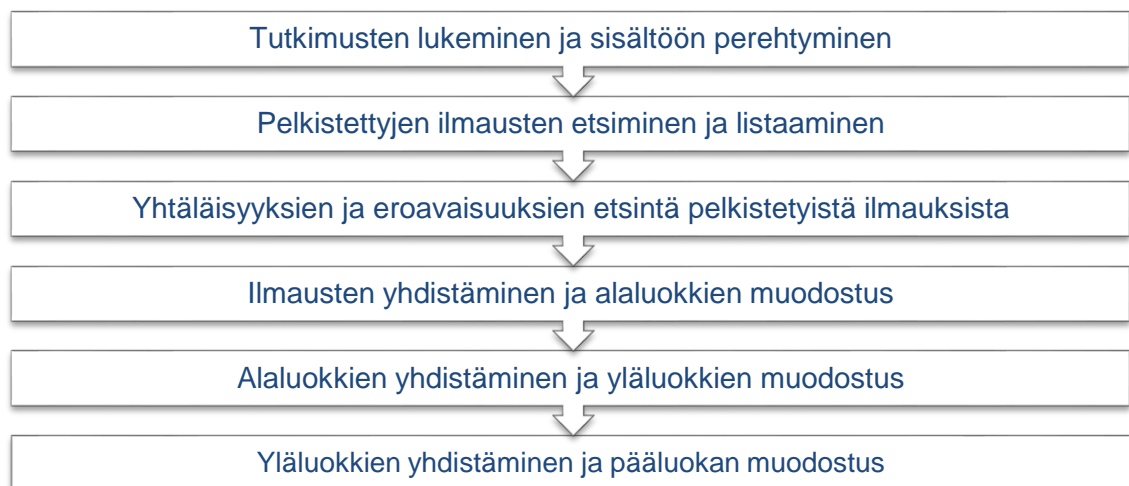 Tutkimusten lukeminen ja sisältöön perehtyminen
Pelkistettyjen ilmausten etsiminen ja listaaminen
Yhtäläisyyksien ja eroavaisuuksien etsintä pelkistetyistä ilmauksista
Ilmausten yhdistäminen ja alaluokkien muodostus
Alaluokkien yhdistäminen ja yläluokkien muodostus
Yläluokkien yhdistäminen ja pääluokan muodostus